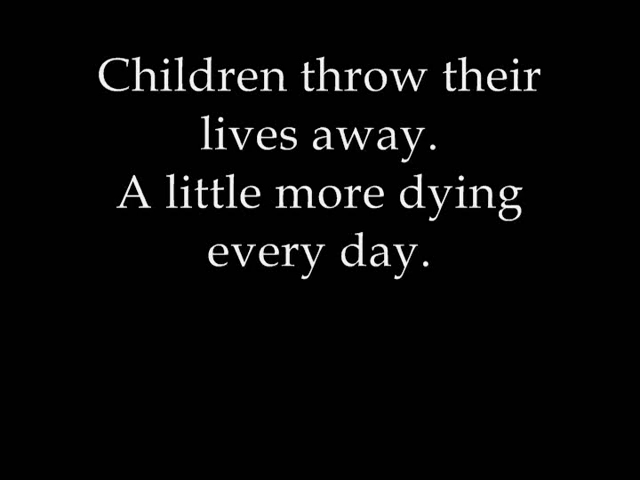 Children throw their
lives away.
A little more dying
every day.